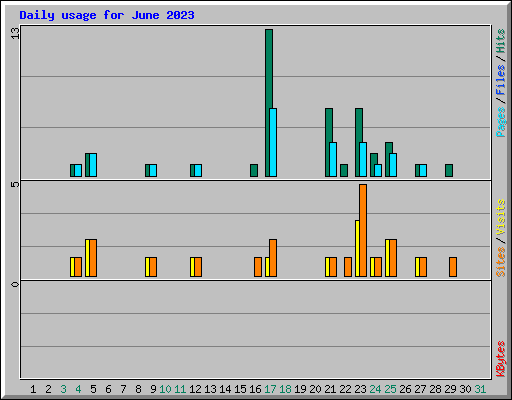 Daily usage for June 2023
13
5
0
Pages/Files/Hits
Sites/Visits
KBytes
1 2 3 4 5 6 7 8 9 10 11 12 13 14 15 16 17 18 19 20 21 22 23 24 25 26 27 28 29 30 31